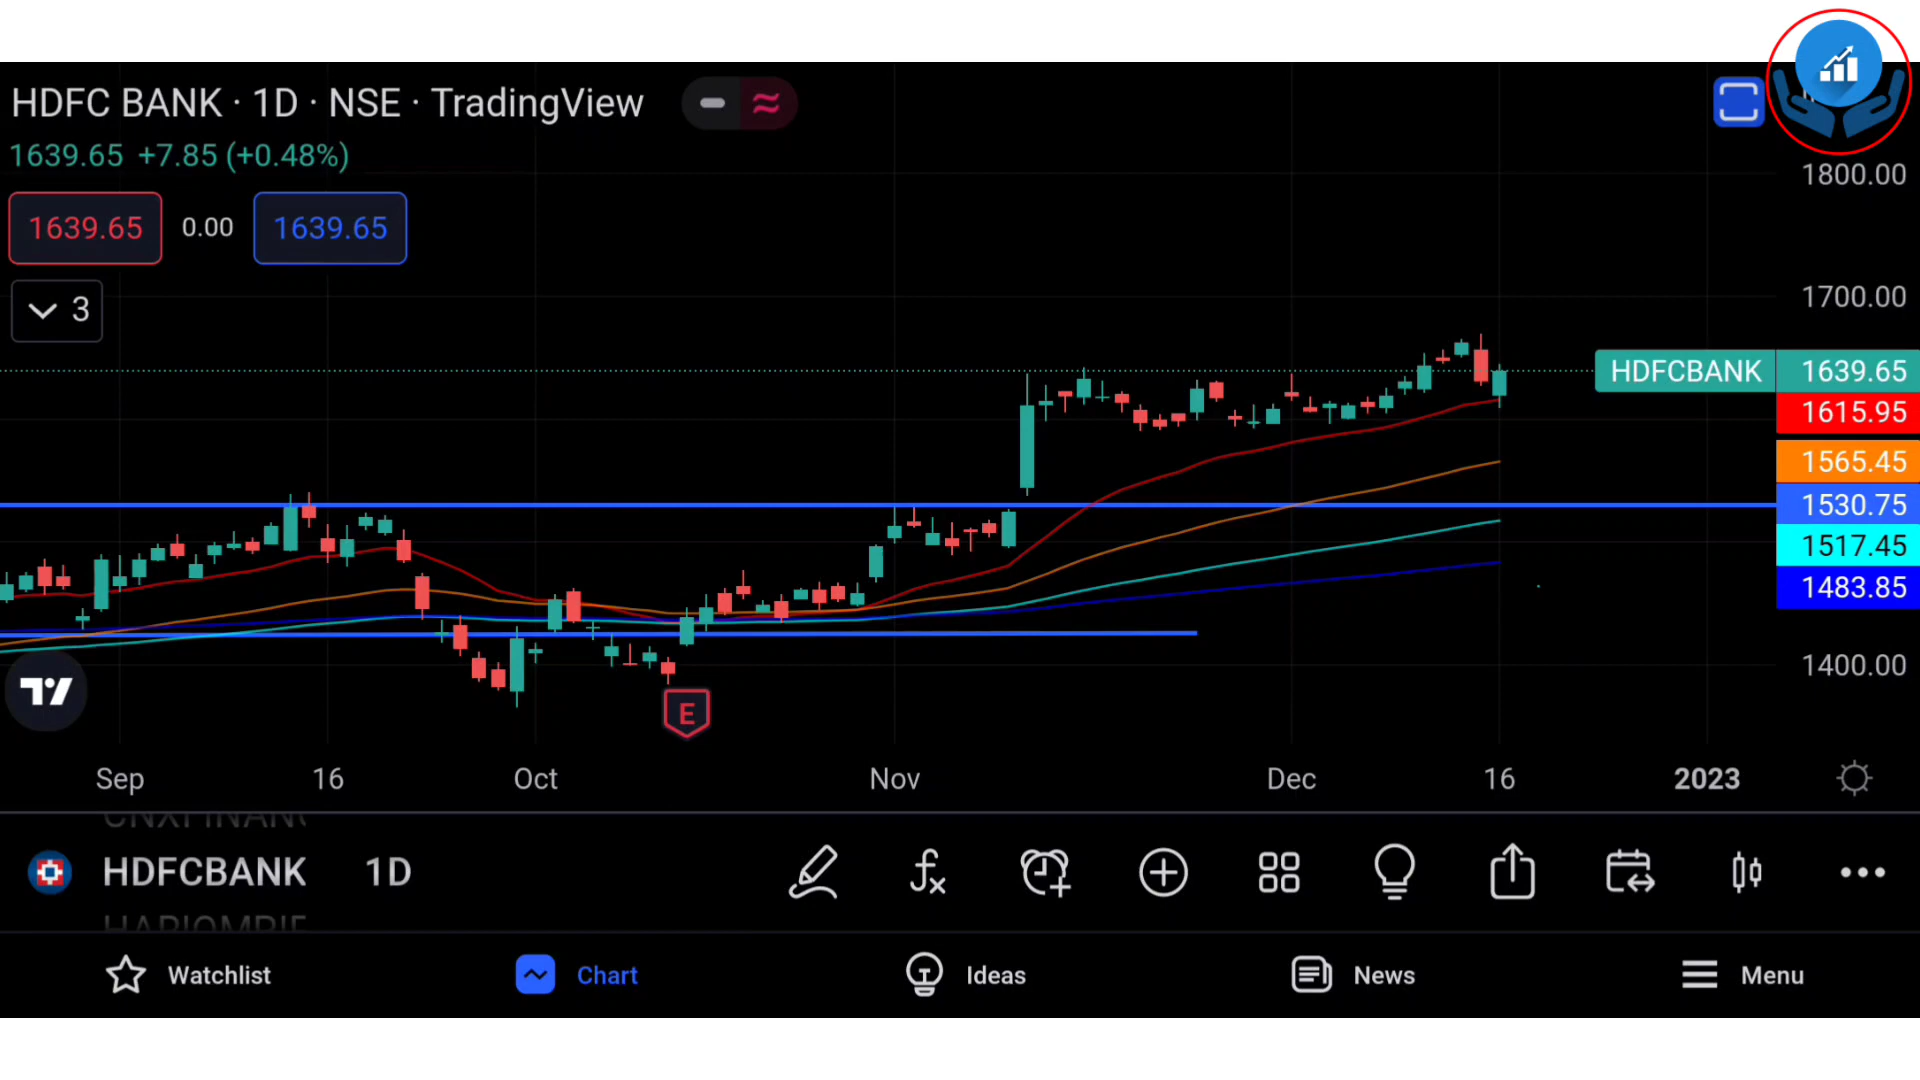 HDFC BANK · 1D · NSE · TradingView
1639.65 +7.85 (+0.48%)
1639.65 0.00 1639.65
3
1800.00
1700.00
HDFCBANK 1639.65
1615.95
1565.45
1530.75
1517.45
1483.85
1400.00
E
Sep 16 Oct Nov Dec 16 2023
HDFCBANK 1D
Watchlist Chart Ideas News Menu